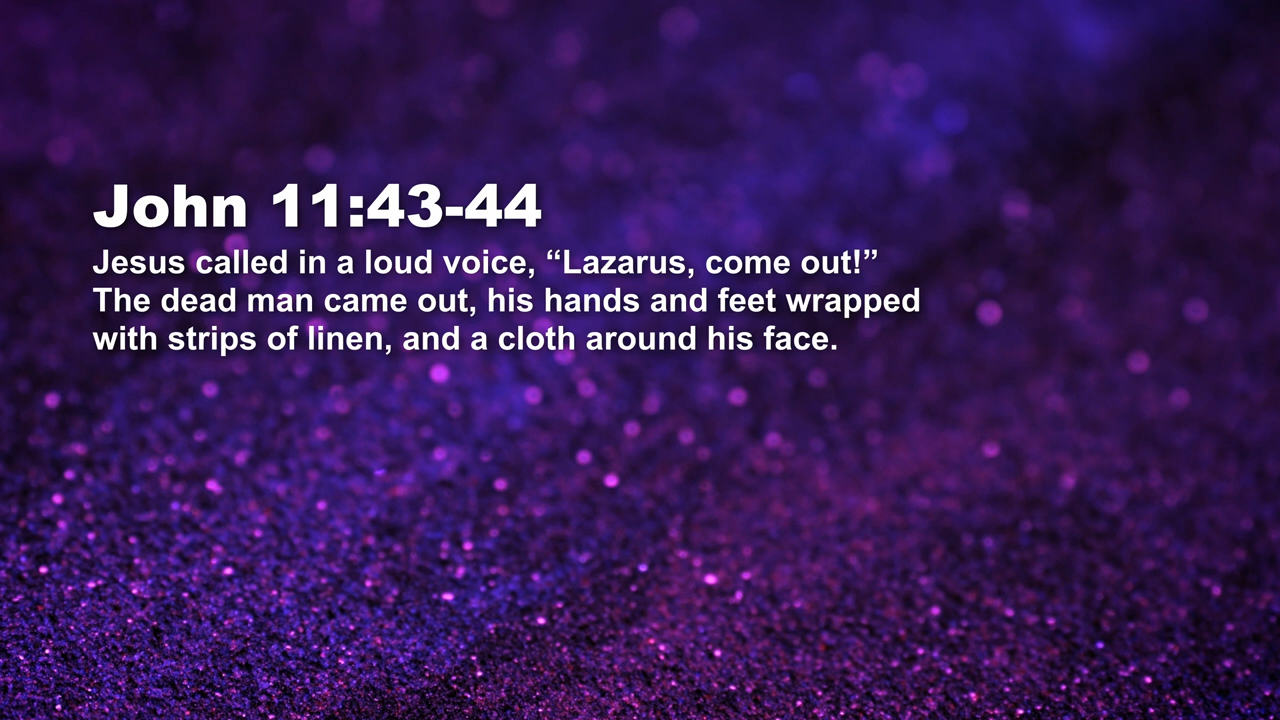 John 11:43-44
Jesus called in a loud voice, “Lazarus, come out!”
The dead man came out, his hands and feet wrapped
with strips of linen, and a cloth around his face.